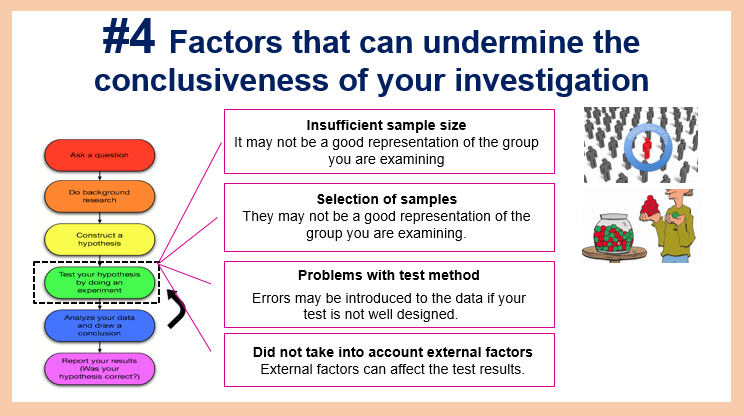 #4 Factors that can undermine the
conclusiveness of your investigation
Ask a question
Do background
research
Construct a
hypothesis
Test your hypothesis
by doing an
experiment
Analyze your data
and draw a
conclusion
Report your results
(Was your
hypothesis correct?)
Insufficient sample size
It may not be a good representation of the group
you are examining
Selection of samples
They may not be a good representation of the
group you are examining.
Problems with test method
Errors may be introduced to the data if your
test is not well designed.
Did not take into account external factors
External factors can affect the test results.